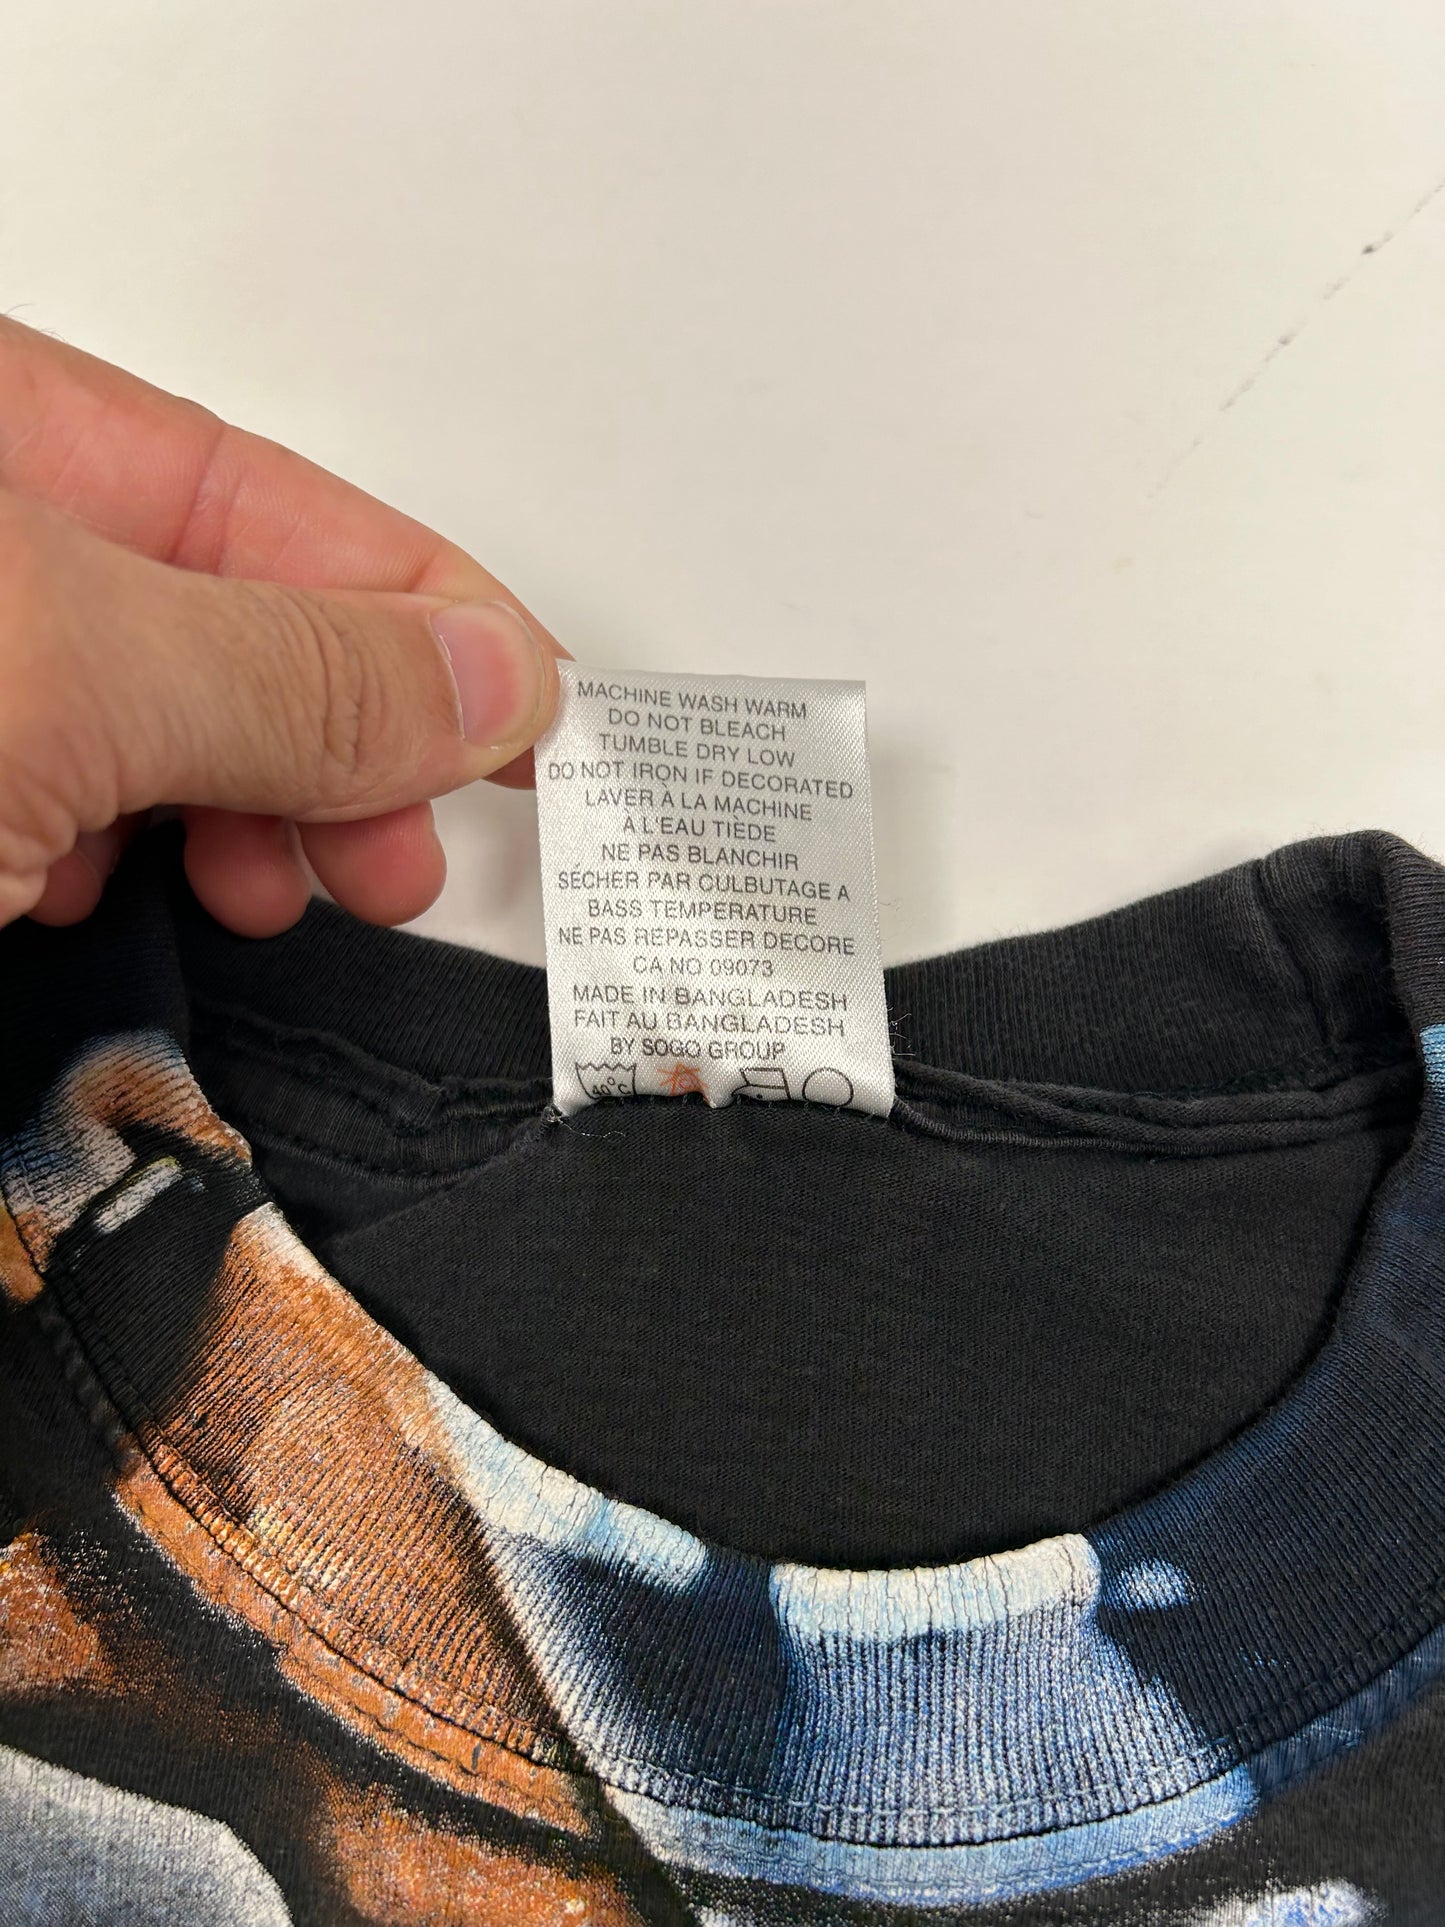 MACHINE WASH WARM
DO NOT BLEACH
TUMBLE DRY LOW
DO NOT IRON IF DECORATED
LAVER À LA MACHINE
A L'EAU TIÈDE
NE PAS BLANCHIR
SÉCHER PAR CULBUTAGE A
BASS TEMPERATURE
NE PAS REPASSER DECORE
CA NO 09073
MADE IN BANGLADESH
FAIT AU BANGLADESH
BY SOGO GROUP
40°C